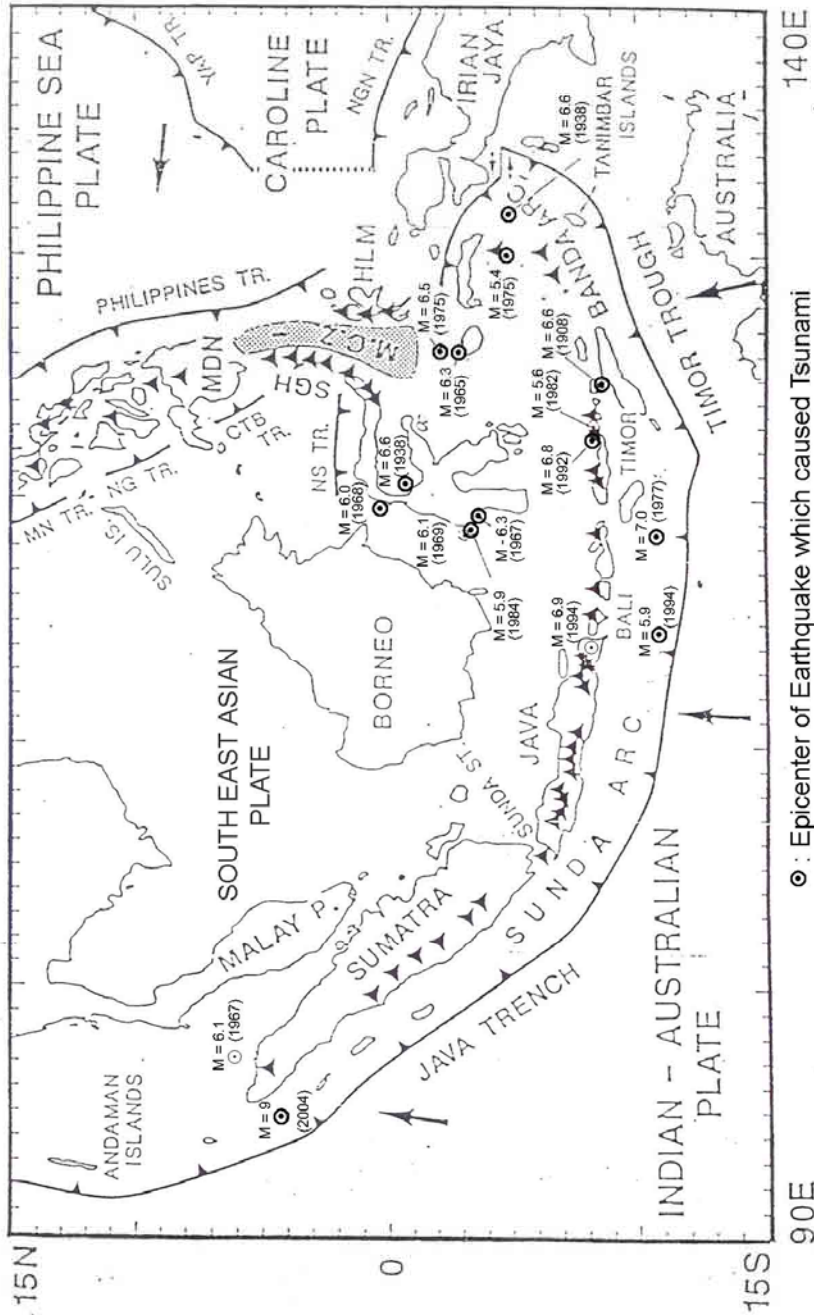 15N
0
15S
90E
140E
ANDAMAN
ISLANDS
M = 9
(2004)
M = 6.1
(1967)
MALAY P.
SUMATRA
JAVA TRENCH
SUNDA ARC
INDIAN - AUSTRALIAN
PLATE
SOUTH EAST ASIAN
PLATE
BORNEO
SUNDA ST.
JAVA
BALI
M = 6.9
(1994)
M = 5.9
(1994)
M = 7.0
(1977)
SULU IS.
MN TR.
NG TR.
CTB
TR.
MDN
SGH
NS TR.
M = 6.0
(1968)
M = 6.6
(1938)
M = 6.1
(1969)
M - 6.3
(1967)
M = 5.9
(1984)
M.C.Z.
HLM
PHILIPPINES TR.
PHILIPPINE SEA
PLATE
YAP TR.
CAROLINE
PLATE
NGN TR.
IRIAN
JAYA
M = 6.5
(1975)
M = 6.3
(1965)
M = 5.4
(1975)
M = 6.6
(1938)
TANIMBAR
ISLANDS
BANDA ARC
M = 6.6
(1908)
M = 5.6
(1982)
M = 6.8
(1992)
TIMOR
TIMOR TROUGH
AUSTRALIA
⊙ : Epicenter of Earthquake which caused Tsunami